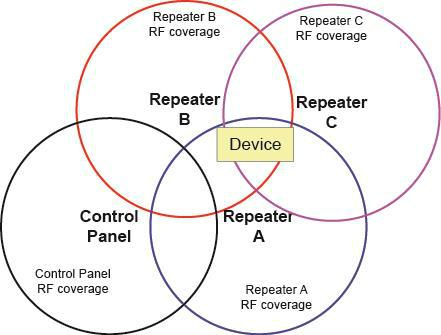 Repeater B
RF coverage
Repeater C
RF coverage
Repeater
B
Repeater
C
Device
Control
Panel
Repeater
A
Control Panel
RF coverage
Repeater A
RF coverage